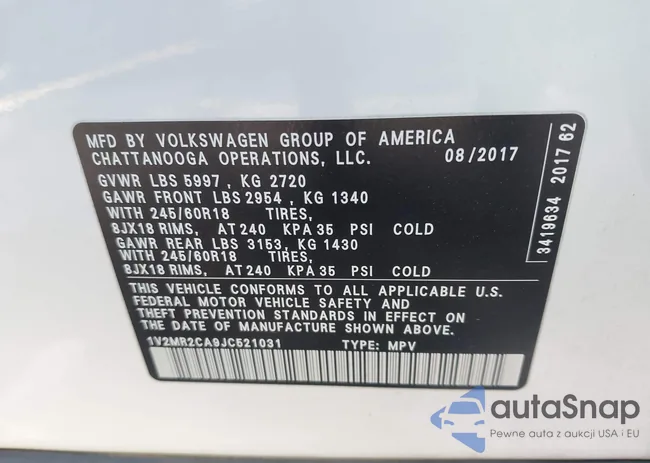 MFD BY VOLKSWAGEN GROUP OF AMERICA
CHATTANOOGA OPERATIONS, LLC. 08/2017
GVWR LBS 5997 , KG 2720
GAWR FRONT LBS 2954 , KG 1340
WITH 245/60R18 TIRES,
8JX18 RIMS, AT 240 KPA 35 PSI COLD
GAWR REAR LBS 3153, KG 1430
WITH 245/60R18 TIRES,
8JX18 RIMS, AT 240 KPA 35 PSI COLD
THIS VEHICLE CONFORMS TO ALL APPLICABLE U.S.
FEDERAL MOTOR VEHICLE SAFETY AND
THEFT PREVENTION STANDARDS IN EFFECT ON
DATE OF MANUFACTURE SHOWN ABOVE.
1V2MR2CA9JC521031 TYPE: MPV
3419634 2017 62
autaSnap
Pewne auta z aukcji USA i EU